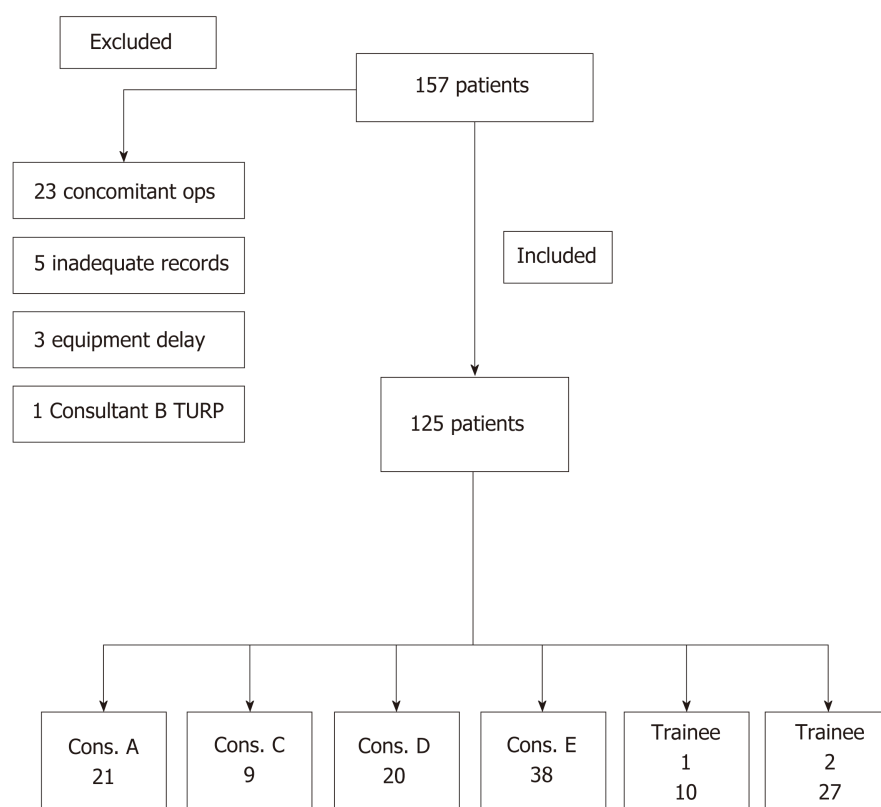 Excluded
157 patients
23 concomitant ops
5 inadequate records
Included
3 equipment delay
1 Consultant B TURP
125 patients
Cons. A
21
Cons. C
9
Cons. D
20
Cons. E
38
Trainee
1
10
Trainee
2
27